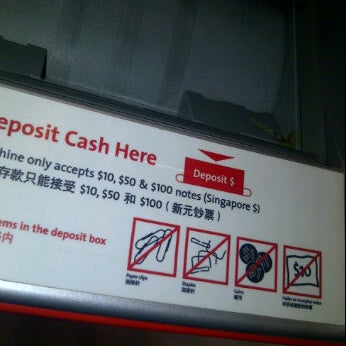 eposit Cash Here
Deposit $
hine only accepts $10, $50 & $100 notes (Singapore $)
存款只能接受 $10, $50 和 $100 ( 新元钞票 )
ems in the deposit box
内
Paper clips
Staples
Coins
$10